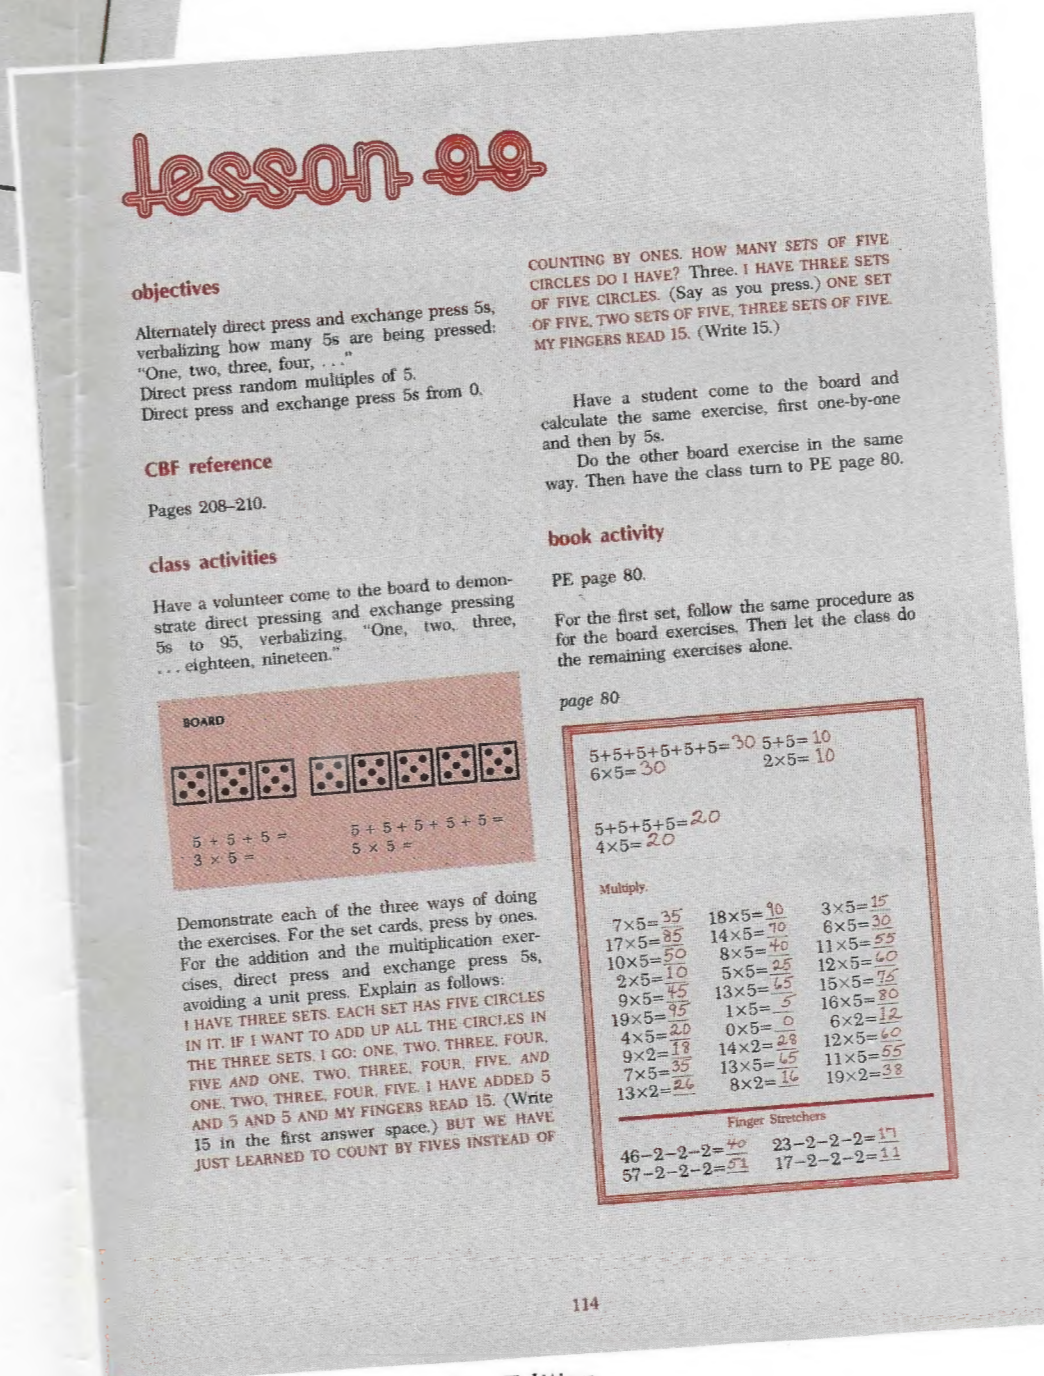 lesson 99
objectives
Alternately direct press and exchange press 5s,
verbalizing how many 5s are being pressed:
"One, two, three, four, . . ."
Direct press random multiples of 5.
Direct press and exchange press 5s from 0.
CBF reference
Pages 208–210.
class activities
Have a volunteer come to the board to demon-
strate direct pressing and exchange pressing
5s to 95, verbalizing, "One, two, three,
. . . eighteen, nineteen."
BOARD
5 + 5 + 5 =
3 × 5 =
5 + 5 + 5 + 5 + 5 =
5 × 5 =
Demonstrate each of the three ways of doing
the exercises. For the set cards, press by ones.
For the addition and the multiplication exer-
cises, direct press and exchange press 5s,
avoiding a unit press. Explain as follows:
I HAVE THREE SETS. EACH SET HAS FIVE CIRCLES
IN IT. IF I WANT TO ADD UP ALL THE CIRCLES IN
THE THREE SETS, I GO: ONE, TWO, THREE, FOUR,
FIVE AND ONE, TWO, THREE, FOUR, FIVE, AND
ONE, TWO, THREE, FOUR, FIVE. I HAVE ADDED 5
AND 5 AND 5 AND MY FINGERS READ 15. (Write
15 in the first answer space.) BUT WE HAVE
JUST LEARNED TO COUNT BY FIVES INSTEAD OF
COUNTING BY ONES. HOW MANY SETS OF FIVE
CIRCLES DO I HAVE? Three. I HAVE THREE SETS
OF FIVE CIRCLES. (Say as you press.) ONE SET
OF FIVE, TWO SETS OF FIVE, THREE SETS OF FIVE.
MY FINGERS READ 15. (Write 15.)
Have a student come to the board and
calculate the same exercise, first one-by-one
and then by 5s.
Do the other board exercise in the same
way. Then have the class turn to PE page 80.
book activity
PE page 80.
For the first set, follow the same procedure as
for the board exercises. Then let the class do
the remaining exercises alone.
page 80
5+5+5+5+5+5=30 5+5=10
6×5=30 2×5=10
5+5+5+5=20
4×5=20
Multiply.
7×5=35 18×5=90 3×5=15
17×5=85 14×5=70 6×5=30
10×5=50 8×5=40 11×5=55
2×5=10 5×5=25 12×5=60
9×5=45 13×5=65 15×5=75
19×5=95 1×5=5 16×5=80
4×5=20 0×5=0 6×2=12
9×2=18 14×2=28 12×5=60
7×5=35 13×5=65 11×5=55
13×2=26 8×2=16 19×2=38
Finger Stretchers
46−2−2−2=40 23−2−2−2=17
57−2−2−2=51 17−2−2−2=11
114